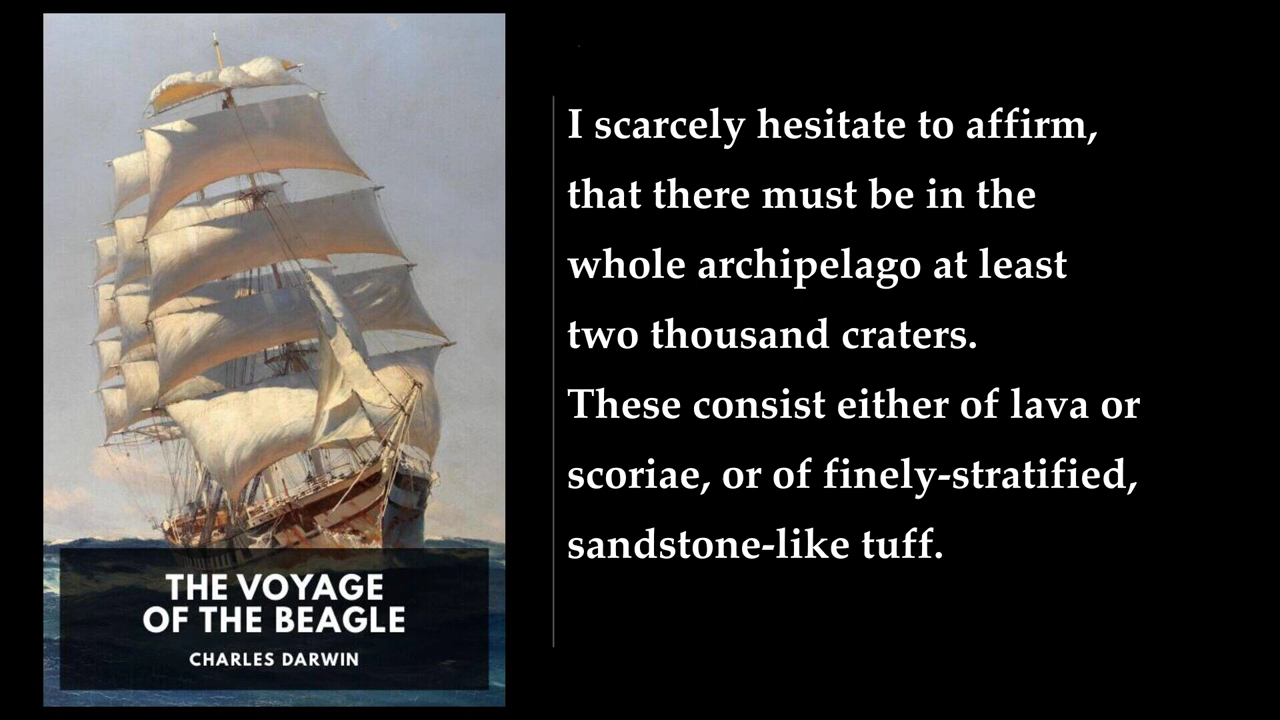 THE VOYAGE
OF THE BEAGLE
CHARLES DARWIN
I scarcely hesitate to affirm,
that there must be in the
whole archipelago at least
two thousand craters.
These consist either of lava or
scoriae, or of finely-stratified,
sandstone-like tuff.